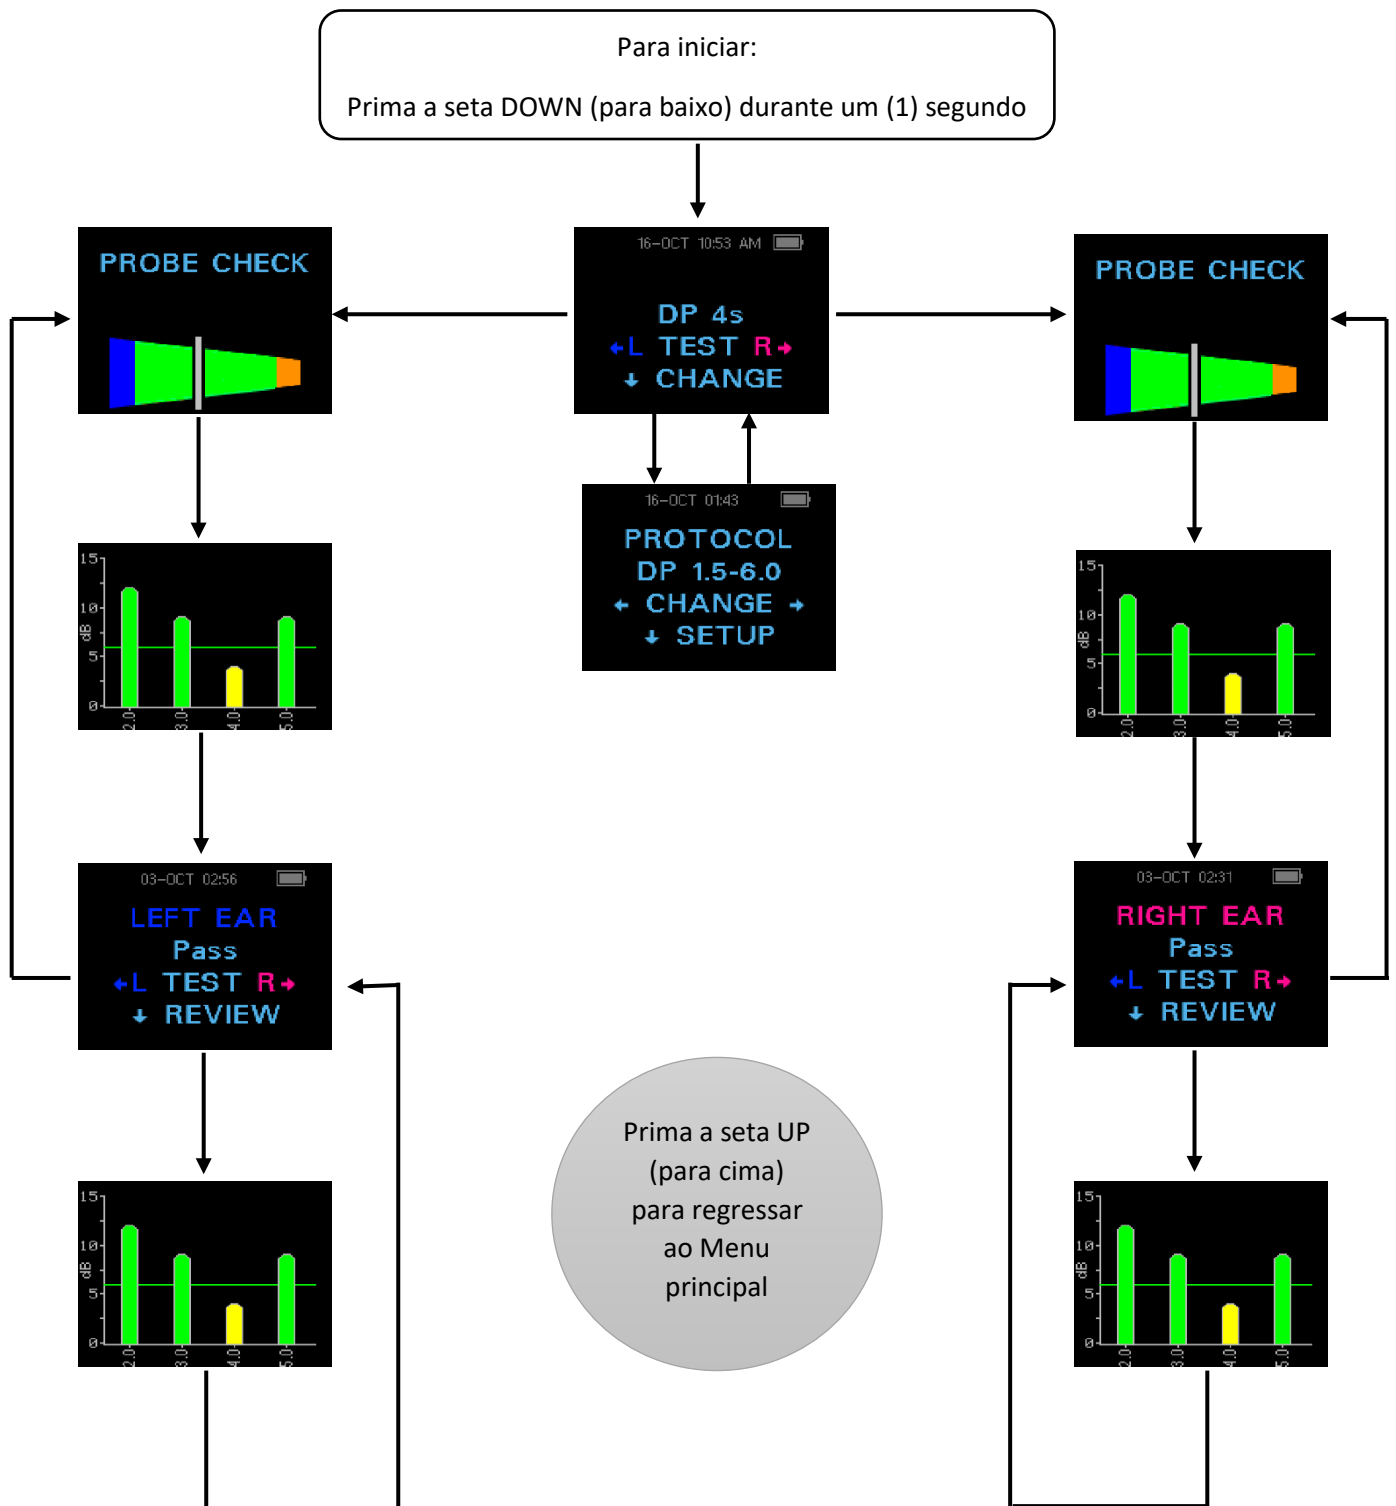 Para iniciar:
Prima a seta DOWN (para baixo) durante um (1) segundo
PROBE CHECK
16-OCT 10:53 AM
DP 4s
←L TEST R→
↓ CHANGE
PROBE CHECK
16-OCT 01:43
PROTOCOL
DP 1.5-6.0
← CHANGE →
↓ SETUP
15
10
5
0
dB
2.0
3.0
4.0
5.0
15
10
5
0
dB
2.0
3.0
4.0
5.0
03-OCT 02:56
LEFT EAR
Pass
←L TEST R→
↓ REVIEW
03-OCT 02:31
RIGHT EAR
Pass
←L TEST R→
↓ REVIEW
Prima a seta UP
(para cima)
para regressar
ao Menu
principal
15
10
5
0
dB
2.0
3.0
4.0
5.0
15
10
5
0
dB
2.0
3.0
4.0
5.0